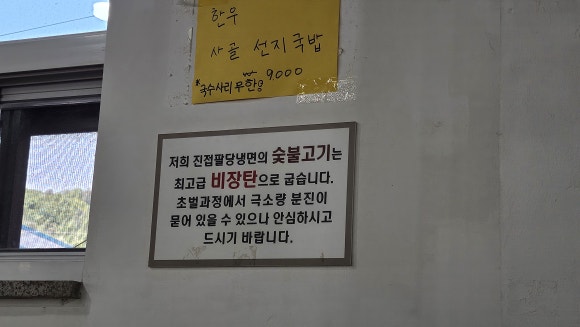 한우
사골 선지국밥
₩9.000
*국수사리 무한정
저희 진접팔당냉면의 숯불고기는
최고급 비장탄으로 굽습니다.
초벌과정에서 극소량 분진이
묻어 있을 수 있으나 안심하시고
드시기 바랍니다.